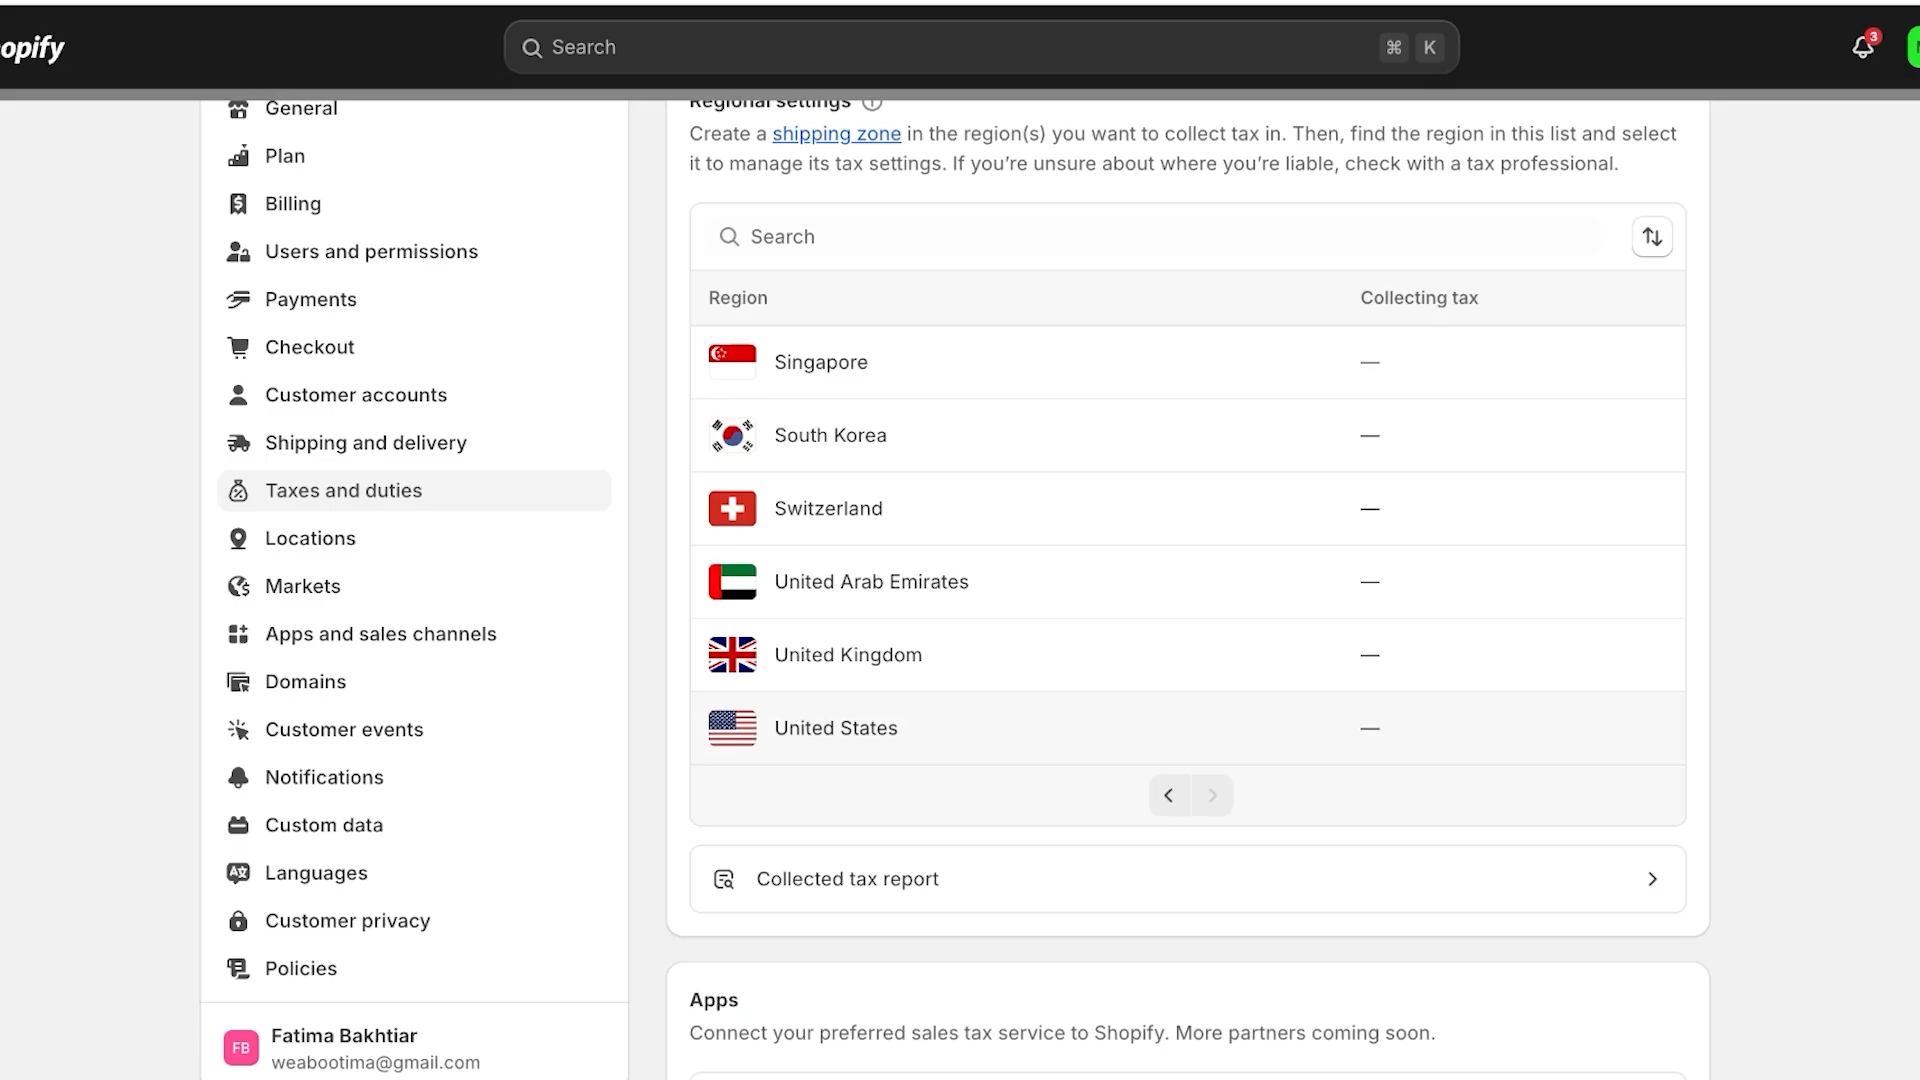 opify
Search
⌘ K
3
General
Plan
Billing
Users and permissions
Payments
Checkout
Customer accounts
Shipping and delivery
Taxes and duties
Locations
Markets
Apps and sales channels
Domains
Customer events
Notifications
Custom data
Languages
Customer privacy
Policies
FB
Fatima Bakhtiar
weabootima@gmail.com
Regional settings
Create a shipping zone in the region(s) you want to collect tax in. Then, find the region in this list and select
it to manage its tax settings. If you’re unsure about where you’re liable, check with a tax professional.
Search
Region Collecting tax
Singapore —
South Korea —
Switzerland —
United Arab Emirates —
United Kingdom —
United States —
Collected tax report
Apps
Connect your preferred sales tax service to Shopify. More partners coming soon.